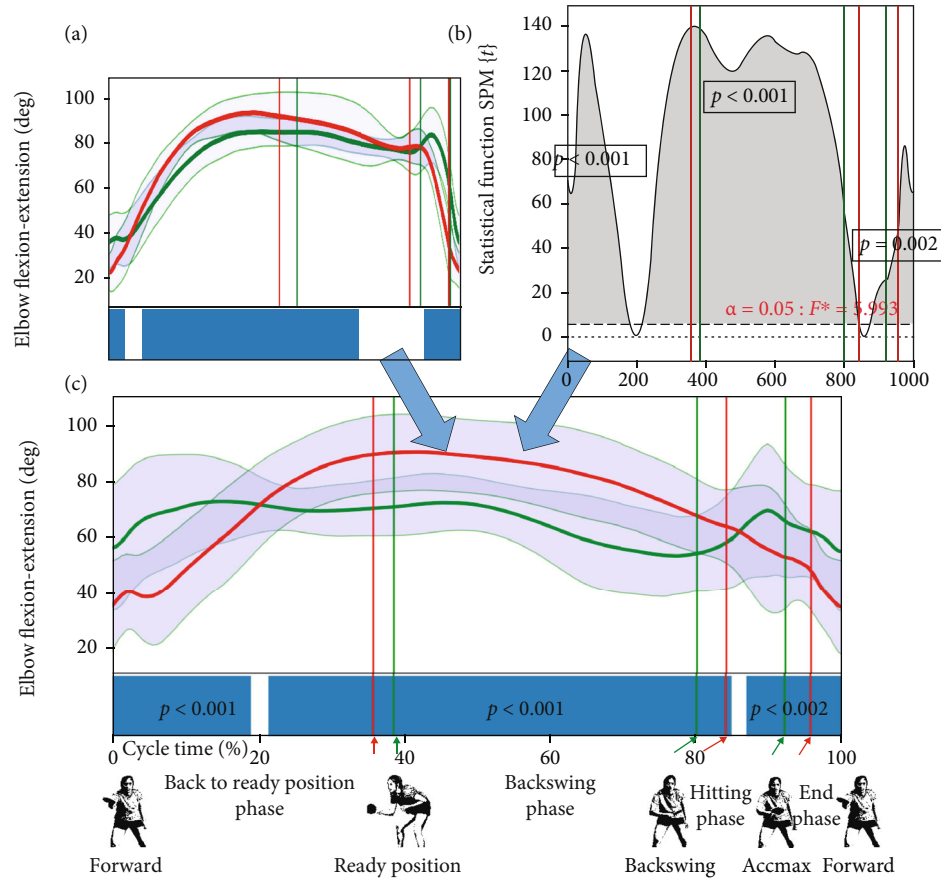 (a)
Elbow flexion-extension (deg)
100
80
60
40
20
(b)
Statistical function SPM {t}
140
120
100
80
60
40
20
0
p < 0.001
p < 0.001
p = 0.002
α = 0.05 : F* = 5.993
0 200 400 600 800 1000
(c)
Elbow flexion-extension (deg)
100
80
60
40
20
p < 0.001 p < 0.001 p < 0.002
0 20 40 60 80 100
Cycle time (%)
Back to ready position
phase
Backswing
phase
Hitting
phase
End
phase
Forward Ready position Backswing Accmax Forward